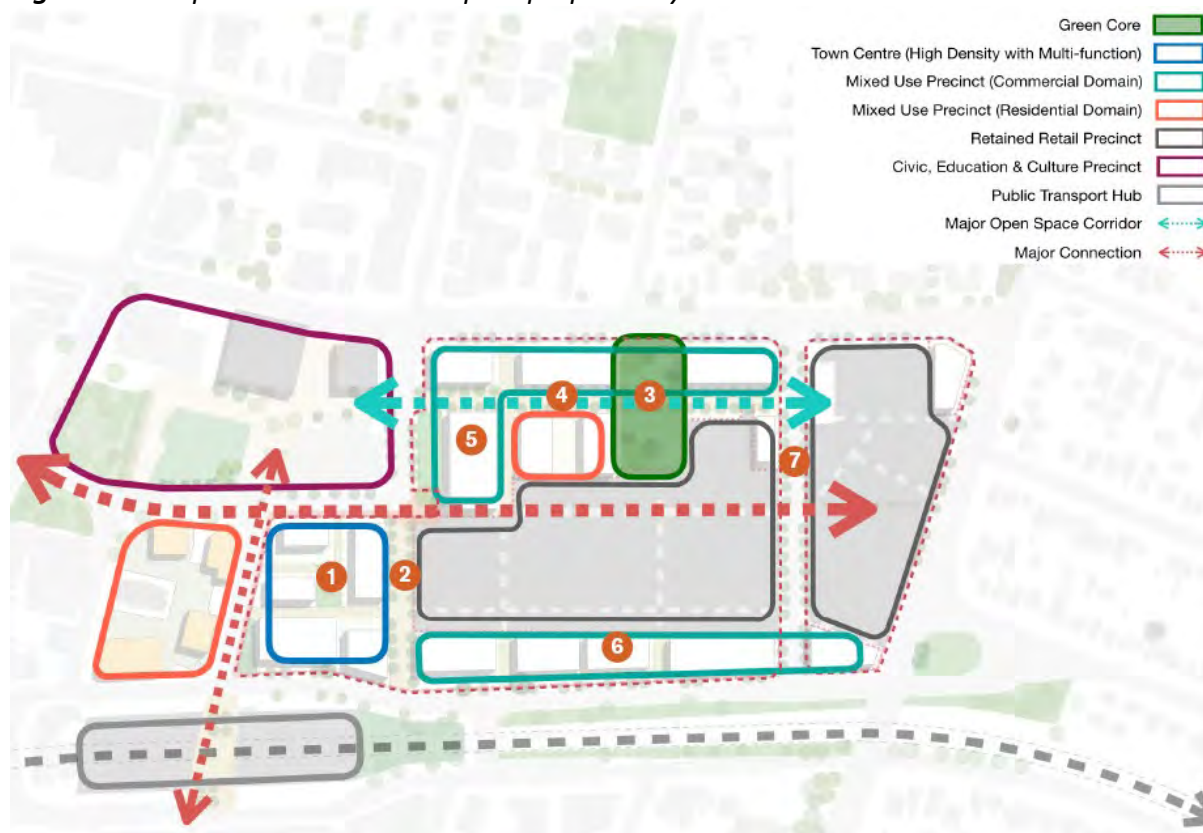 Green Core
Town Centre (High Density with Multi-function)
Mixed Use Precinct (Commercial Domain)
Mixed Use Precinct (Residential Domain)
Retained Retail Precinct
Civic, Education & Culture Precinct
Public Transport Hub
Major Open Space Corridor
Major Connection
3
4
5
7
1
2
6